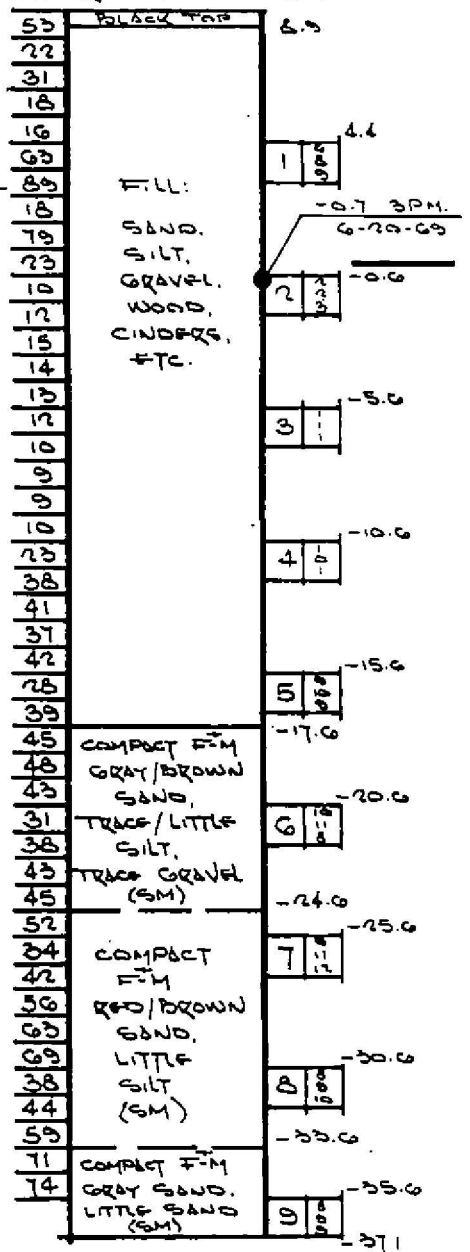 53 BLACK TOP 8.9
22
31
18
16 4.4
63 1
89 FILL:
18 -0.7 3PM.
79 SAND, 6-20-69
23 SILT,
10 GRAVEL, 2 -0.6
12 WOOD,
15 CINDERS,
14 ETC.
13 -5.6
12 3
10
9
9
10 -10.6
23 4
38
41
37
42 -15.6
28 5
39 -17.6
45 COMPACT F-M
48 GRAY/BROWN
43 SAND, -20.6
31 TRACE/LITTLE 6
38 SILT,
43 TRACE GRAVEL
45 (SM) -24.6
52 -25.6
34 COMPACT 7
42 F-M
56 RED/BROWN
63 SAND,
69 LITTLE -30.6
38 SILT 8
44 (SM)
59 -33.6
71 COMPACT F-M
74 GRAY SAND, -35.6
LITTLE SAND 9
(SM) -37.1